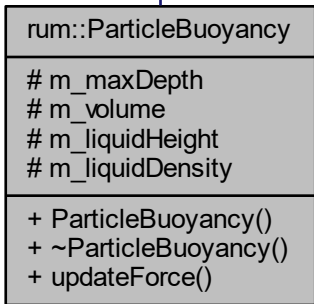 rum::ParticleBuoyancy
# m_maxDepth
# m_volume
# m_liquidHeight
# m_liquidDensity
+ ParticleBuoyancy()
+ ~ParticleBuoyancy()
+ updateForce()